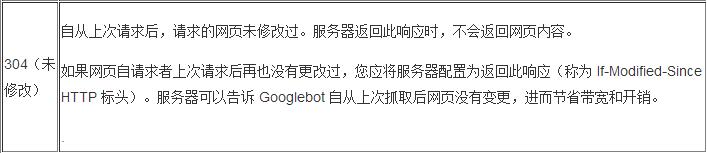 304（未
修改）
自从上次请求后，请求的网页未修改过。服务器返回此响应时，不会返回网页内容。
如果网页自请求者上次请求后再也没有更改过，您应将服务器配置为返回此响应（称为 If-Modified-Since
HTTP 标头）。服务器可以告诉 Googlebot 自从上次抓取后网页没有变更，进而节省带宽和开销。
.